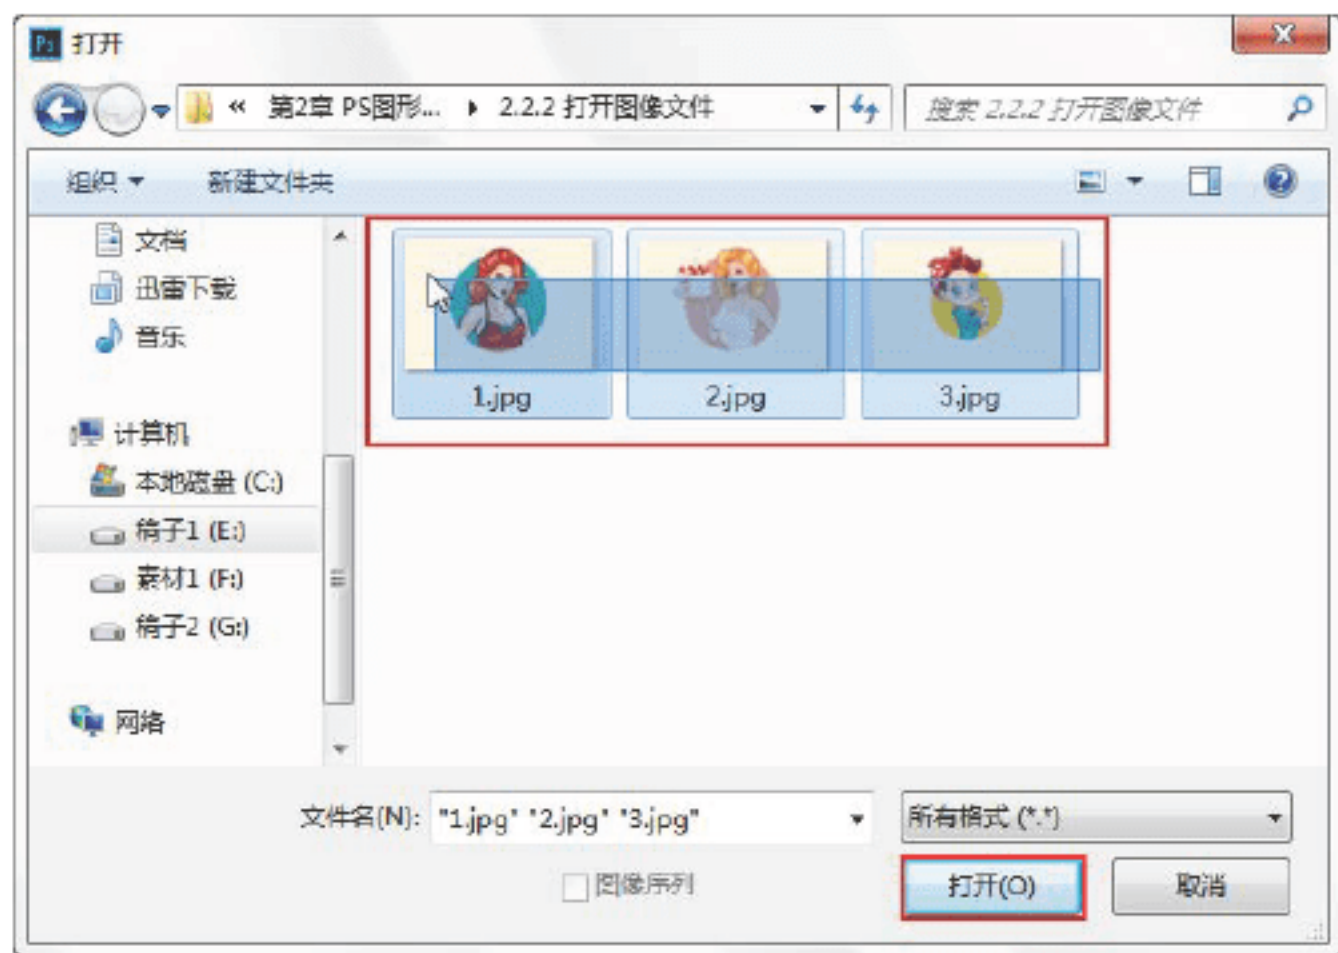 Ps 打开
« 第2章 PS图形... ▸ 2.2.2 打开图像文件 搜索 2.2.2 打开图像文件
组织 新建文件夹
文档
迅雷下载
音乐
计算机
本地磁盘 (C:)
稿子1 (E:)
素材1 (F:)
稿子2 (G:)
网络
1.jpg 2.jpg 3.jpg
文件名(N): "1.jpg" "2.jpg" "3.jpg" 所有格式 (*.*)
图像序列 打开(O) 取消